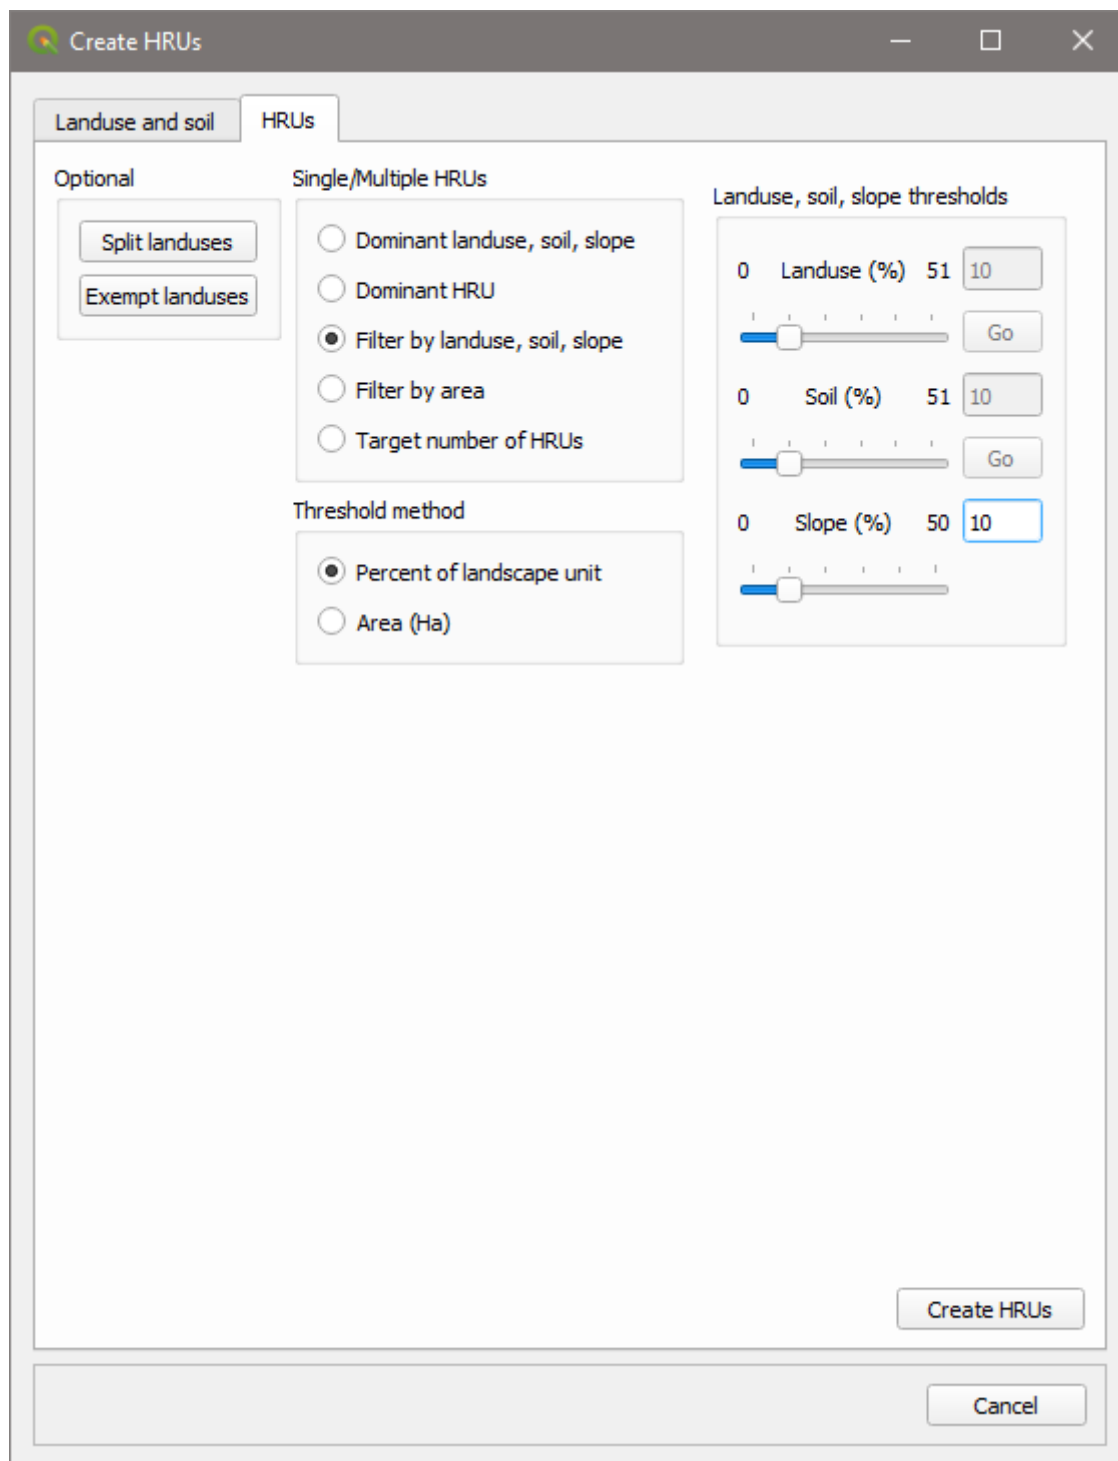 Create HRUs
Landuse and soil
HRUs
Optional
Split landuses
Exempt landuses
Single/Multiple HRUs
Dominant landuse, soil, slope
Dominant HRU
Filter by landuse, soil, slope
Filter by area
Target number of HRUs
Threshold method
Percent of landscape unit
Area (Ha)
Landuse, soil, slope thresholds
0 Landuse (%) 51 10
Go
0 Soil (%) 51 10
Go
0 Slope (%) 50 10
Create HRUs
Cancel